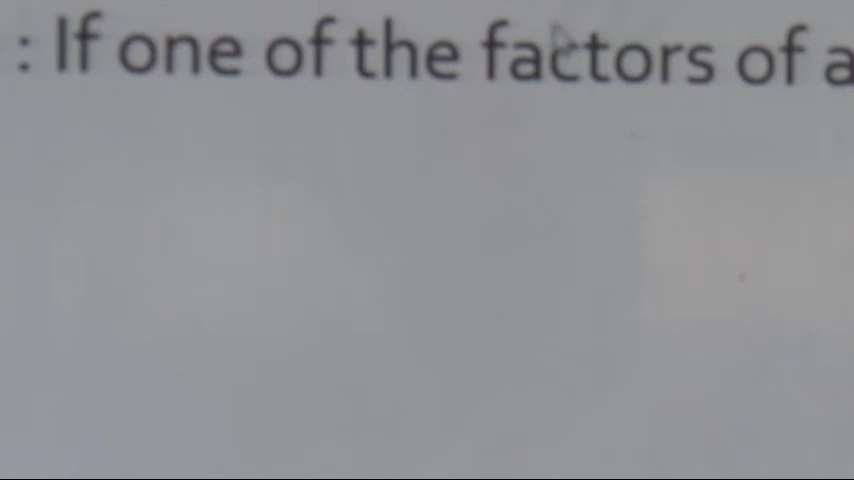 : If one of the factors of a